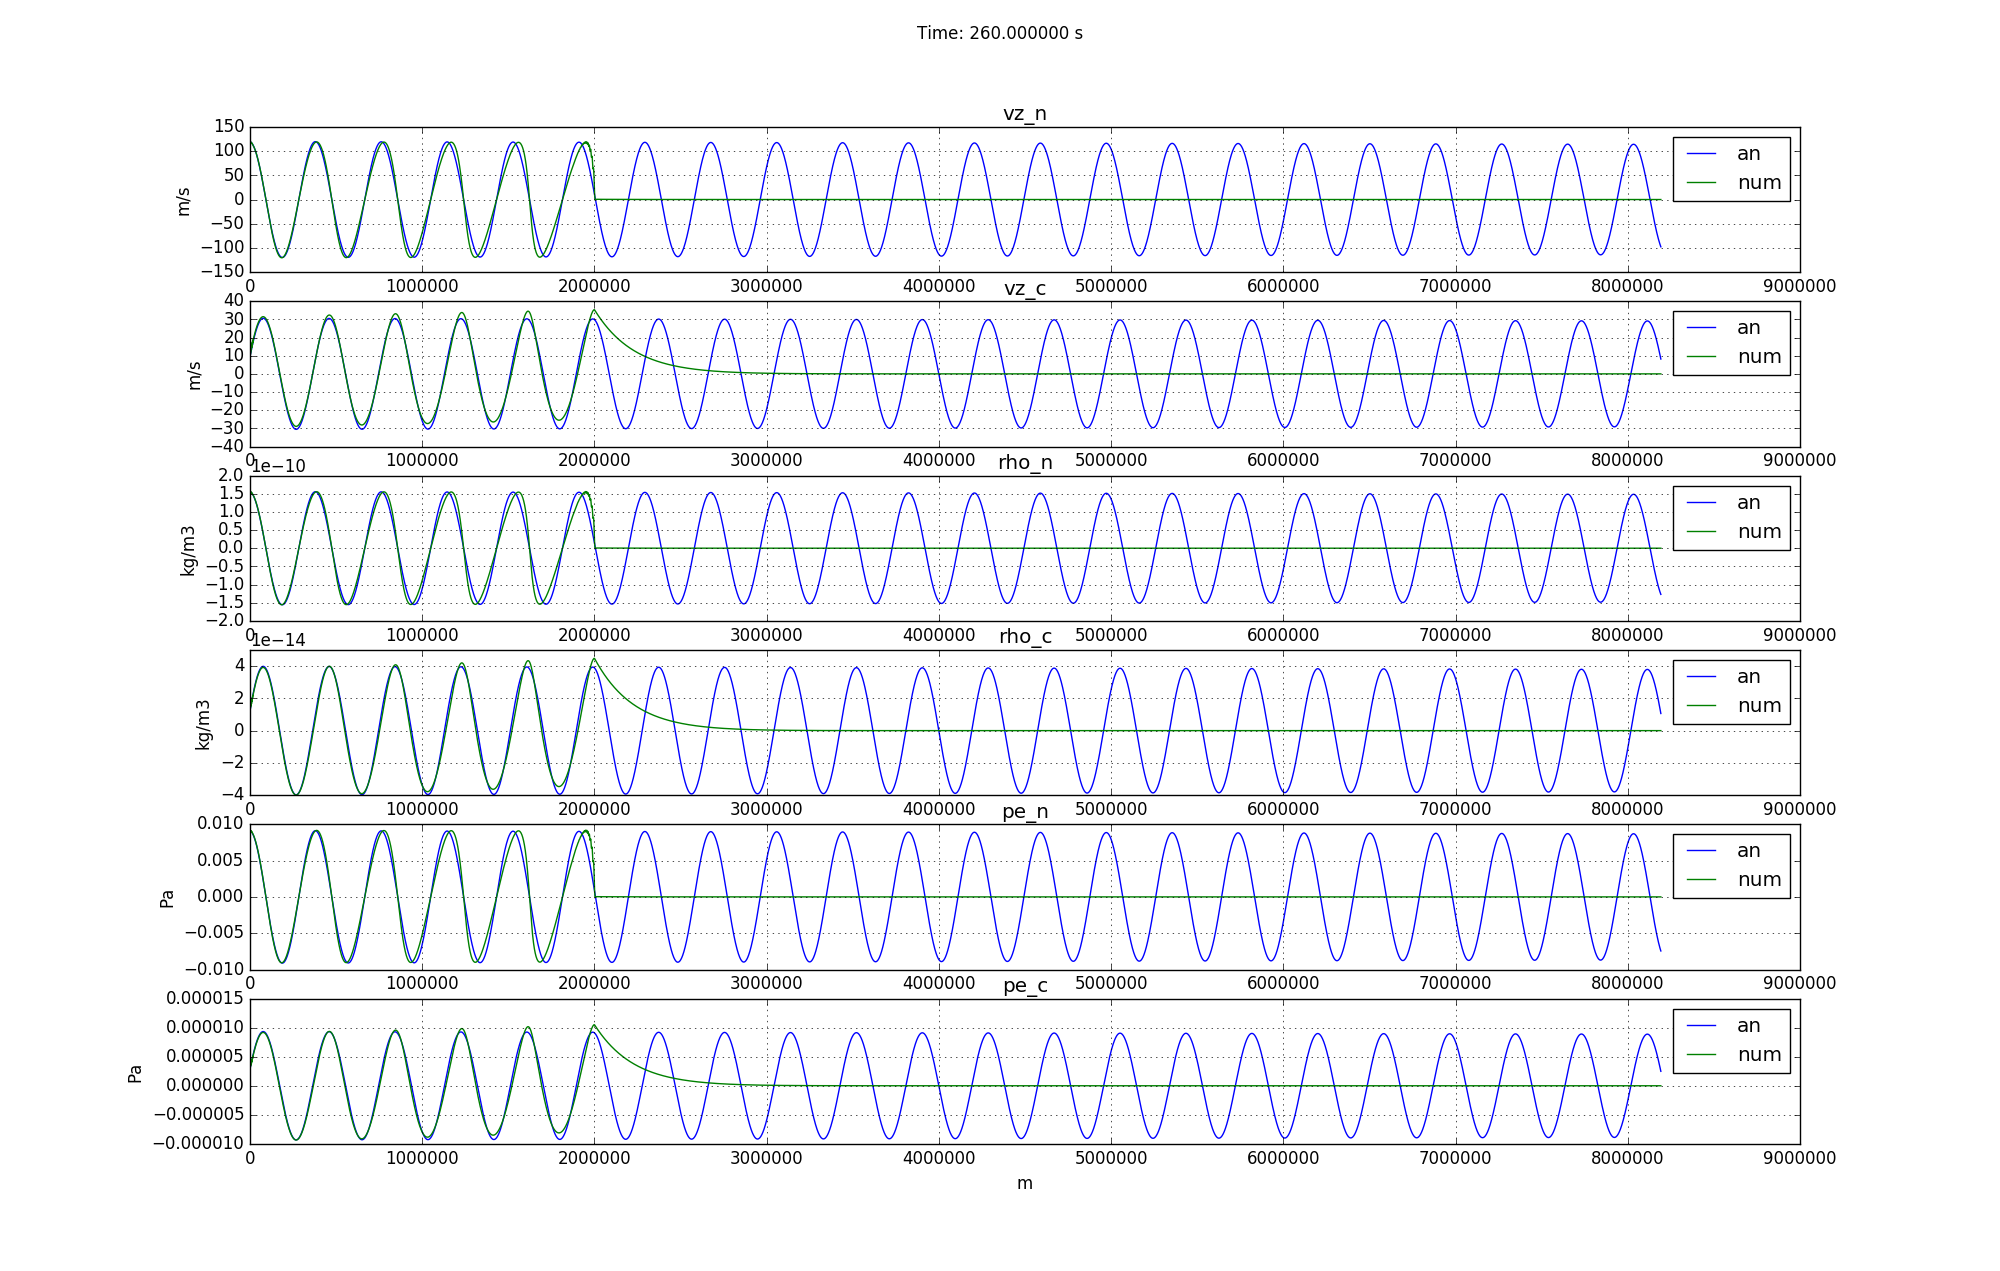 Time: 260.000000 s
vz_n
150
100
50
0
−50
−100
−150
m/s
an
num
0 1000000 2000000 3000000 4000000 5000000 6000000 7000000 8000000 9000000
vz_c
40
30
20
10
0
−10
−20
−30
−40
m/s
an
num
0 1000000 2000000 3000000 4000000 5000000 6000000 7000000 8000000 9000000
1e−10
rho_n
2.0
1.5
1.0
0.5
0.0
−0.5
−1.0
−1.5
−2.0
kg/m3
an
num
0 1000000 2000000 3000000 4000000 5000000 6000000 7000000 8000000 9000000
1e−14
rho_c
4
2
0
−2
−4
kg/m3
an
num
0 1000000 2000000 3000000 4000000 5000000 6000000 7000000 8000000 9000000
pe_n
0.010
0.005
0.000
−0.005
−0.010
Pa
an
num
0 1000000 2000000 3000000 4000000 5000000 6000000 7000000 8000000 9000000
pe_c
0.000015
0.000010
0.000005
0.000000
−0.000005
−0.000010
Pa
an
num
0 1000000 2000000 3000000 4000000 5000000 6000000 7000000 8000000 9000000
m